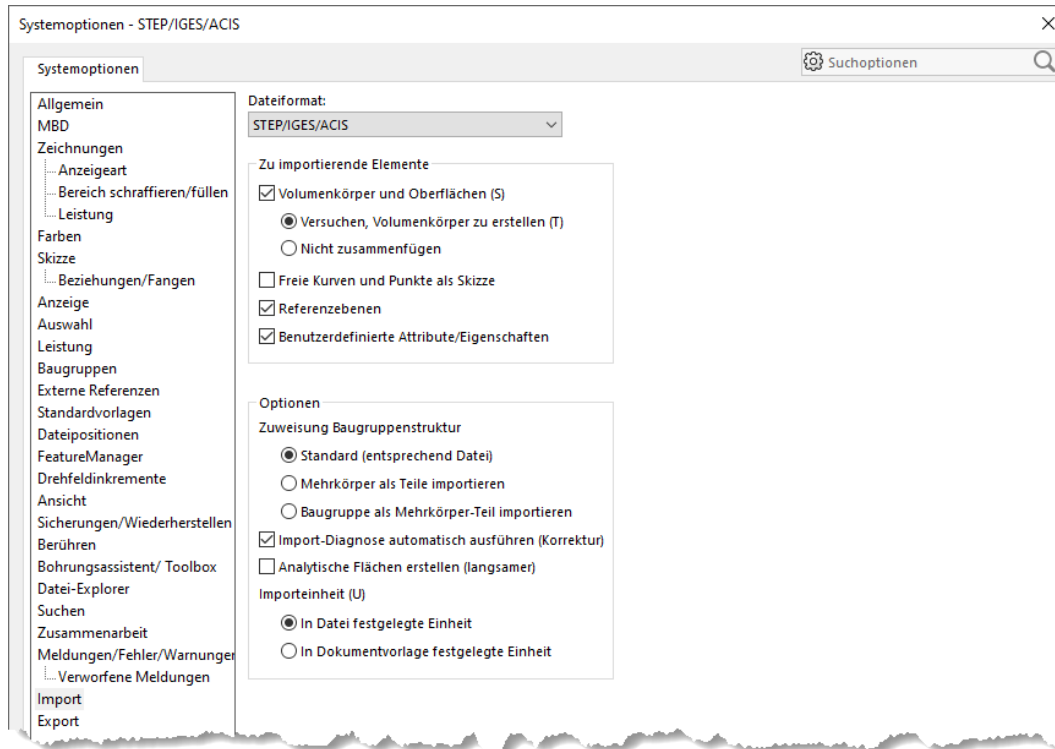 Systemoptionen - STEP/IGES/ACIS
Suchoptionen
Systemoptionen
Allgemein
MBD
Zeichnungen
Anzeigeart
Bereich schraffieren/füllen
Leistung
Farben
Skizze
Beziehungen/Fangen
Anzeige
Auswahl
Leistung
Baugruppen
Externe Referenzen
Standardvorlagen
Dateipositionen
FeatureManager
Drehfeldinkremente
Ansicht
Sicherungen/Wiederherstellen
Berühren
Bohrungsassistent/ Toolbox
Datei-Explorer
Suchen
Zusammenarbeit
Meldungen/Fehler/Warnunger
Verworfene Meldungen
Import
Export
Dateiformat:
STEP/IGES/ACIS
Zu importierende Elemente
Volumenkörper und Oberflächen (S)
Versuchen, Volumenkörper zu erstellen (T)
Nicht zusammenfügen
Freie Kurven und Punkte als Skizze
Referenzebenen
Benutzerdefinierte Attribute/Eigenschaften
Optionen
Zuweisung Baugruppenstruktur
Standard (entsprechend Datei)
Mehrkörper als Teile importieren
Baugruppe als Mehrkörper-Teil importieren
Import-Diagnose automatisch ausführen (Korrektur)
Analytische Flächen erstellen (langsamer)
Importeinheit (U)
In Datei festgelegte Einheit
In Dokumentvorlage festgelegte Einheit